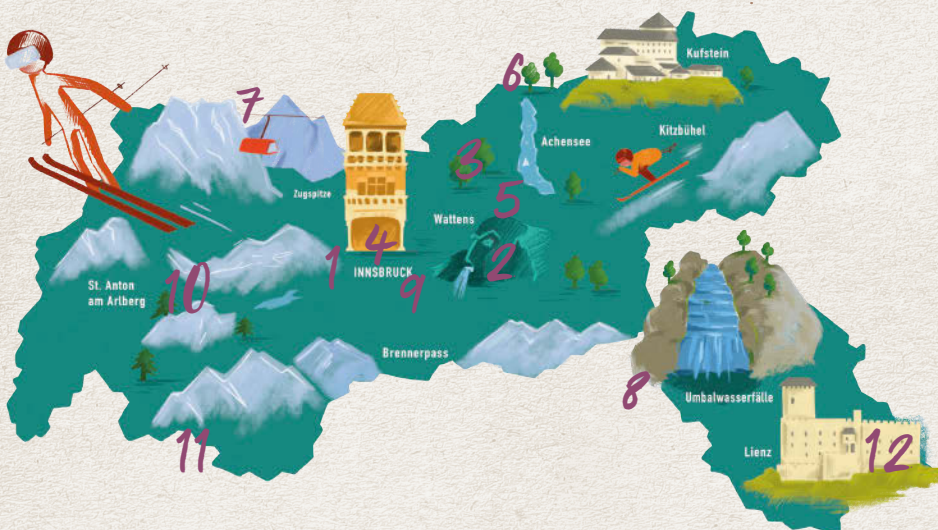 Kufstein
6
7
Achensee
Kitzbühel
3
Zugspitze
5
Wattens
4
1
2
INNSBRUCK
9
10
St. Anton
am Arlberg
Brennerpass
8
Umbalwasserfälle
11
Lienz
12